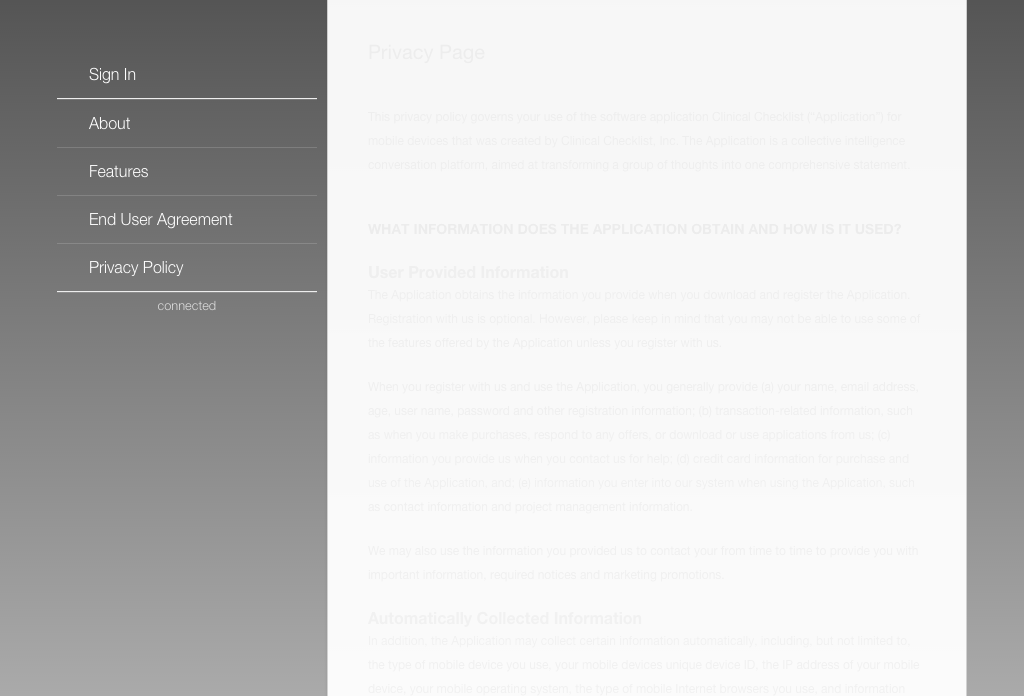 Sign In
About
Features
End User Agreement
Privacy Policy
connected
Privacy Page
This privacy policy governs your use of the software application Clinical Checklist ("Application") for
mobile devices that was created by Clinical Checklist, Inc. The Application is a collective intelligence
conversation platform, aimed at transforming a group of thoughts into one comprehensive statement.
WHAT INFORMATION DOES THE APPLICATION OBTAIN AND HOW IS IT USED?
User Provided Information
The Application obtains the information you provide when you download and register the Application.
Registration with us is optional. However, please keep in mind that you may not be able to use some of
the features offered by the Application unless you register with us.
When you register with us and use the Application, you generally provide (a) your name, email address,
age, user name, password and other registration information; (b) transaction-related information, such
as when you make purchases, respond to any offers, or download or use applications from us; (c)
information you provide us when you contact us for help; (d) credit card information for purchase and
use of the Application, and; (e) information you enter into our system when using the Application, such
as contact information and project management information.
We may also use the information you provided us to contact your from time to time to provide you with
important information, required notices and marketing promotions.
Automatically Collected Information
In addition, the Application may collect certain information automatically, including, but not limited to,
the type of mobile device you use, your mobile devices unique device ID, the IP address of your mobile
device, your mobile operating system, the type of mobile Internet browsers you use, and information